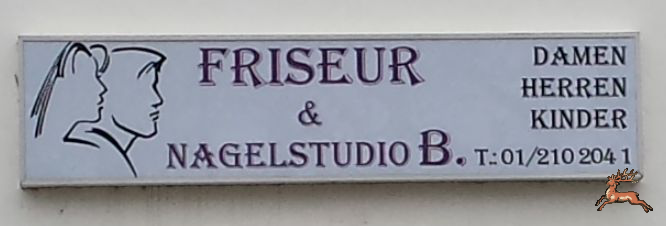 FRISEUR
&
NAGELSTUDIO B.
DAMEN
HERREN
KINDER
T.: 01/210 204 1